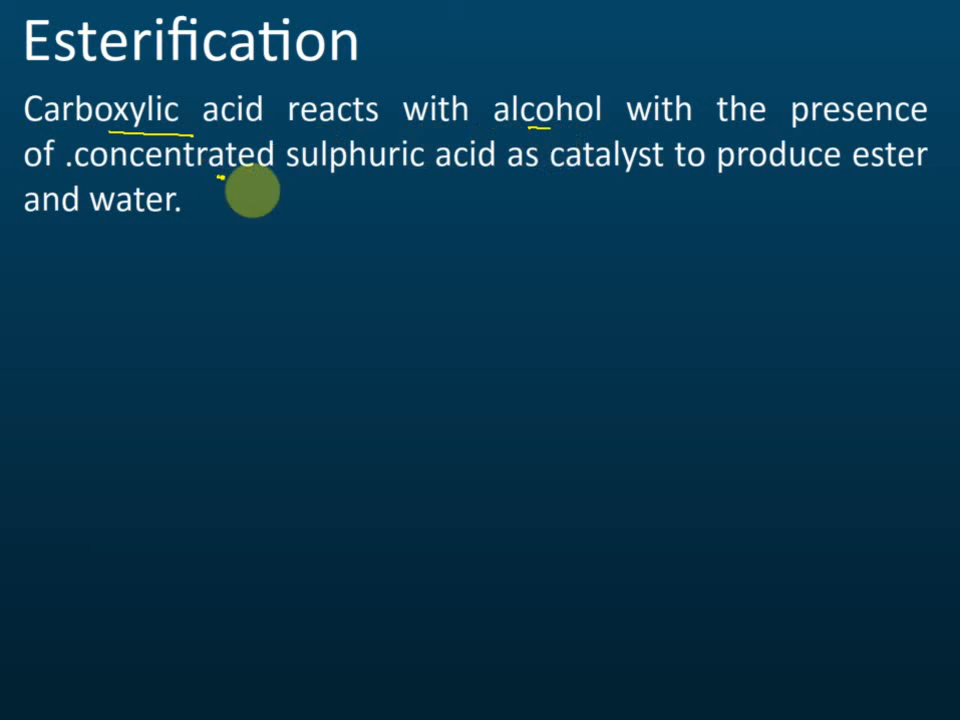 Esterification
Carboxylic acid reacts with alcohol with the presence
of .concentrated sulphuric acid as catalyst to produce ester
and water.